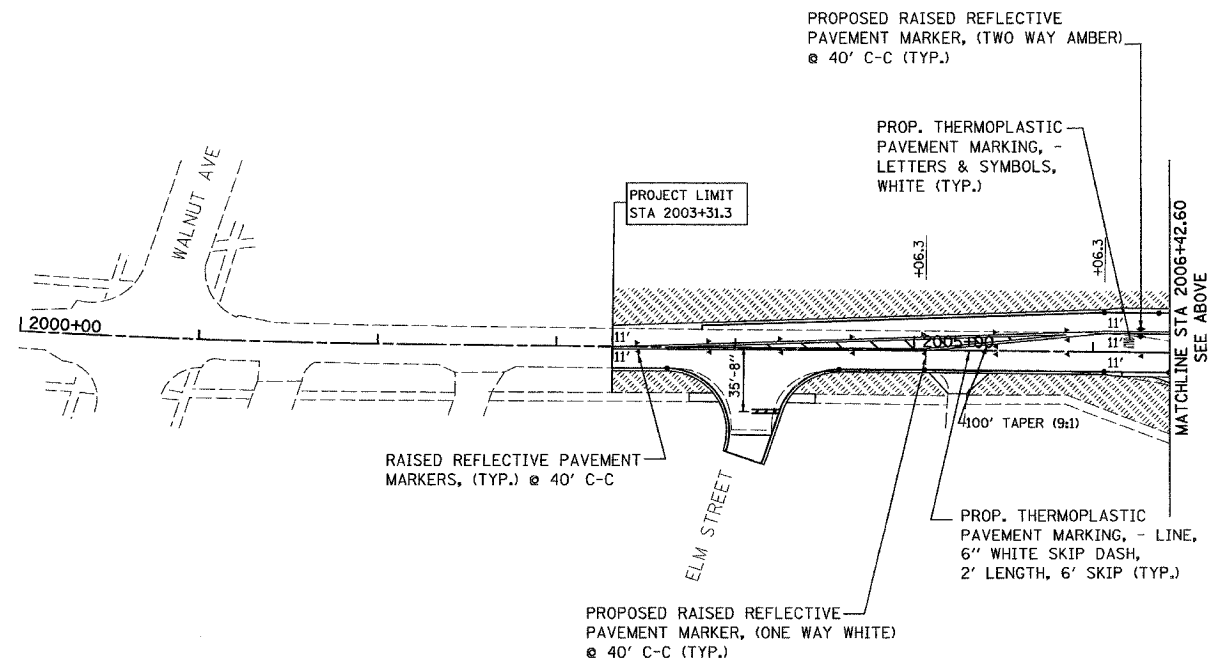 PROPOSED RAISED REFLECTIVE
PAVEMENT MARKER, (TWO WAY AMBER)
@ 40' C-C (TYP.)
PROP. THERMOPLASTIC
PAVEMENT MARKING, -
LETTERS & SYMBOLS,
WHITE (TYP.)
WALNUT AVE
PROJECT LIMIT
STA 2003+31.3
+06.3
+06.3
MATCHLINE STA 2006+42.60
SEE ABOVE
2000+00
11'
11'
2005+00
11'
11'
11'
35'-8"
100' TAPER (9:1)
RAISED REFLECTIVE PAVEMENT
MARKERS, (TYP.) @ 40' C-C
ELM STREET
PROP. THERMOPLASTIC
PAVEMENT MARKING, - LINE,
6" WHITE SKIP DASH,
2' LENGTH, 6' SKIP (TYP.)
PROPOSED RAISED REFLECTIVE
PAVEMENT MARKER, (ONE WAY WHITE)
@ 40' C-C (TYP.)